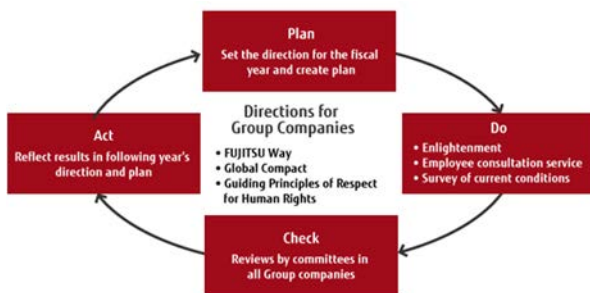 Plan
Set the direction for the fiscal
year and create plan
Directions for
Group Companies
• FUJITSU Way
• Global Compact
• Guiding Principles of Respect
for Human Rights
Act
Reflect results in following year's
direction and plan
Do
• Enlightenment
• Employee consultation service
• Survey of current conditions
Check
Reviews by committees in
all Group companies